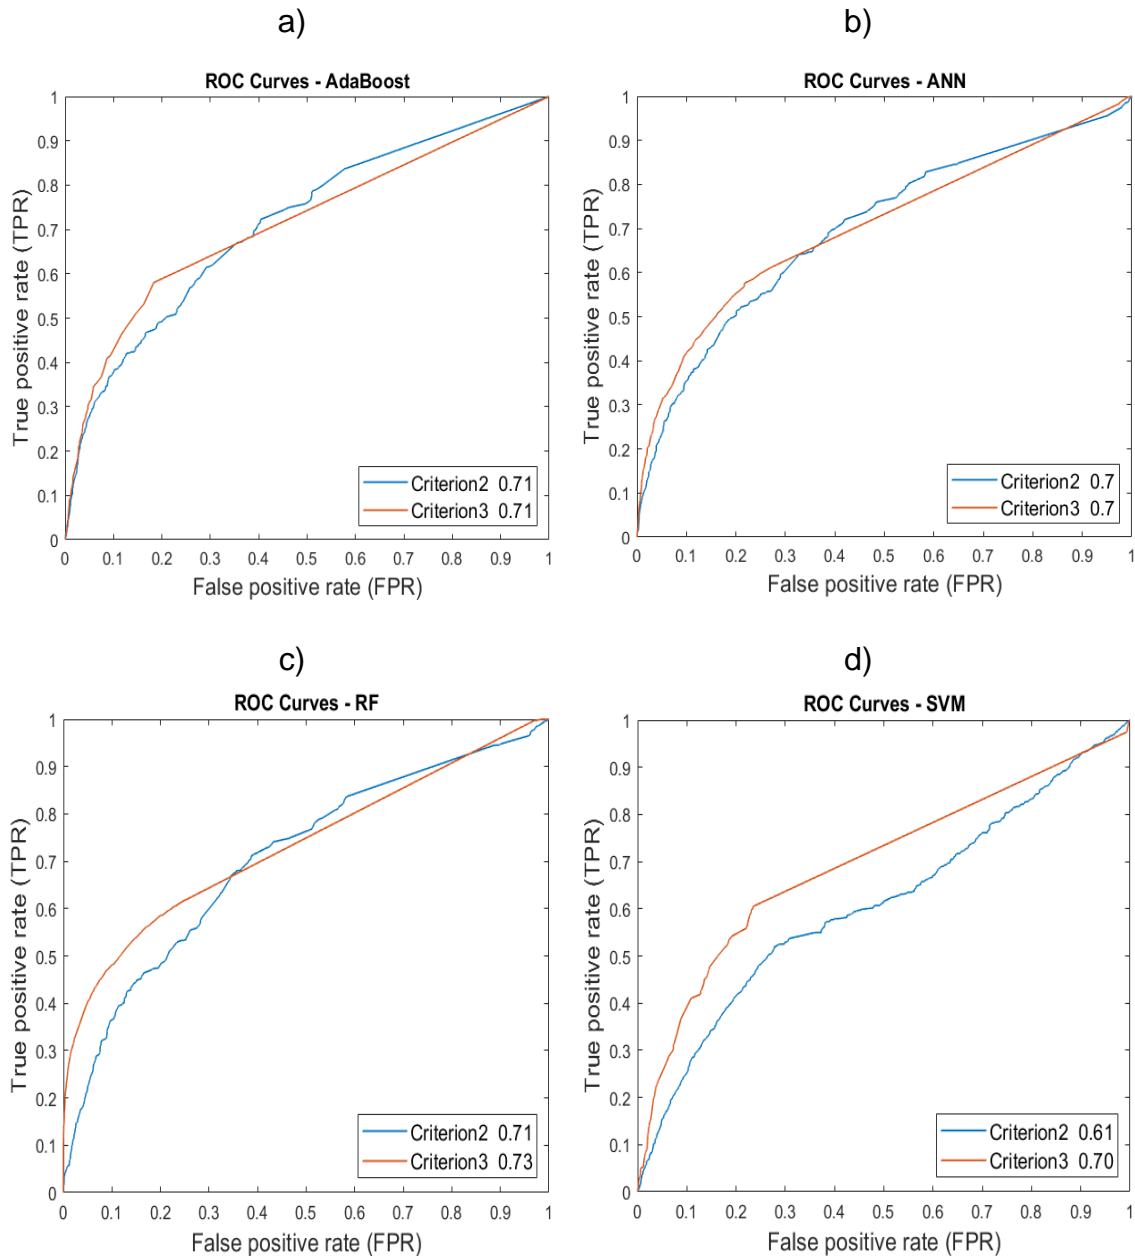 a)
ROC Curves - AdaBoost
True positive rate (TPR)
1
0.9
0.8
0.7
0.6
0.5
0.4
0.3
0.2
0.1
0
0 0.1 0.2 0.3 0.4 0.5 0.6 0.7 0.8 0.9 1
False positive rate (FPR)
Criterion2 0.71
Criterion3 0.71
b)
ROC Curves - ANN
True positive rate (TPR)
1
0.9
0.8
0.7
0.6
0.5
0.4
0.3
0.2
0.1
0
0 0.1 0.2 0.3 0.4 0.5 0.6 0.7 0.8 0.9 1
False positive rate (FPR)
Criterion2 0.7
Criterion3 0.7
c)
ROC Curves - RF
True positive rate (TPR)
1
0.9
0.8
0.7
0.6
0.5
0.4
0.3
0.2
0.1
0
0 0.1 0.2 0.3 0.4 0.5 0.6 0.7 0.8 0.9 1
False positive rate (FPR)
Criterion2 0.71
Criterion3 0.73
d)
ROC Curves - SVM
True positive rate (TPR)
1
0.9
0.8
0.7
0.6
0.5
0.4
0.3
0.2
0.1
0
0 0.1 0.2 0.3 0.4 0.5 0.6 0.7 0.8 0.9 1
False positive rate (FPR)
Criterion2 0.61
Criterion3 0.70